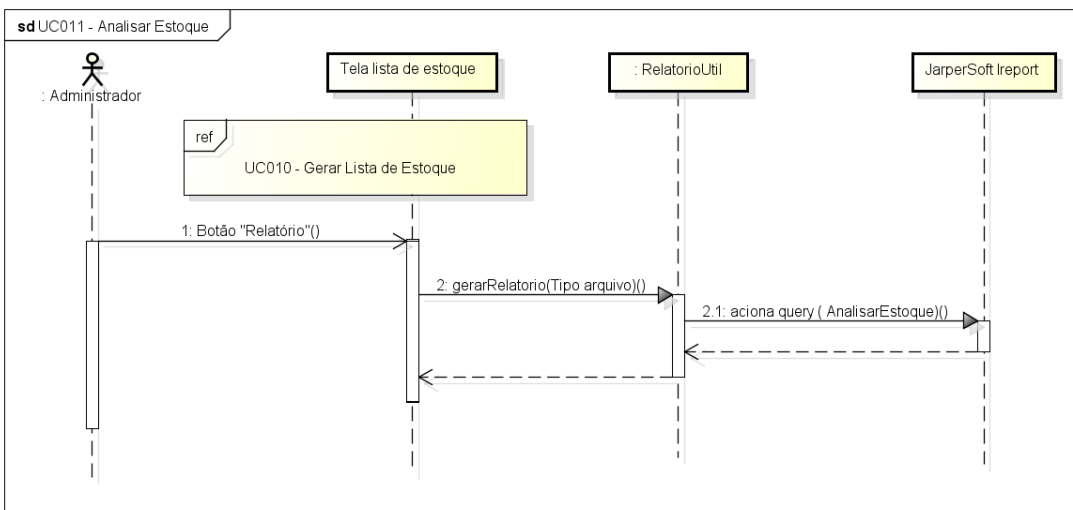 sd UC011 - Analisar Estoque
: Administrador
Tela lista de estoque
: RelatorioUtil
JarperSoft Ireport
ref
UC010 - Gerar Lista de Estoque
1: Botão "Relatório"()
2: gerarRelatorio(Tipo arquivo)()
2.1: aciona query ( AnalisarEstoque)()